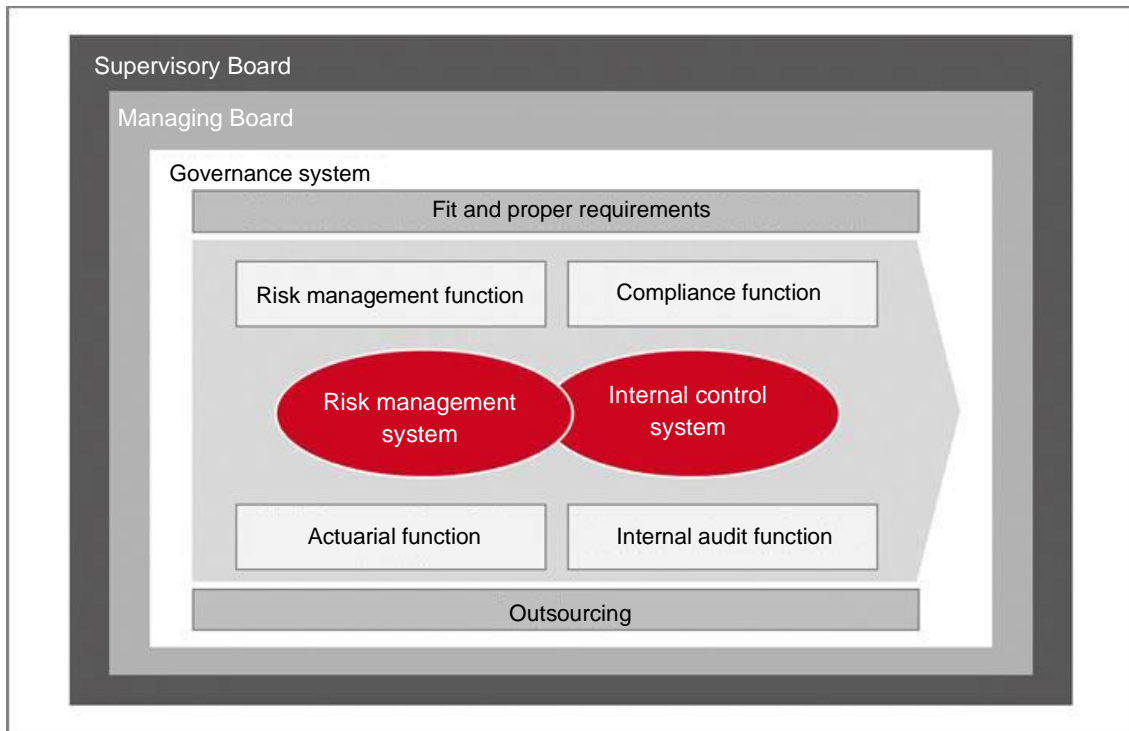 Supervisory Board
Managing Board
Governance system
Fit and proper requirements
Risk management function
Compliance function
Risk management
system
Internal control
system
Actuarial function
Internal audit function
Outsourcing